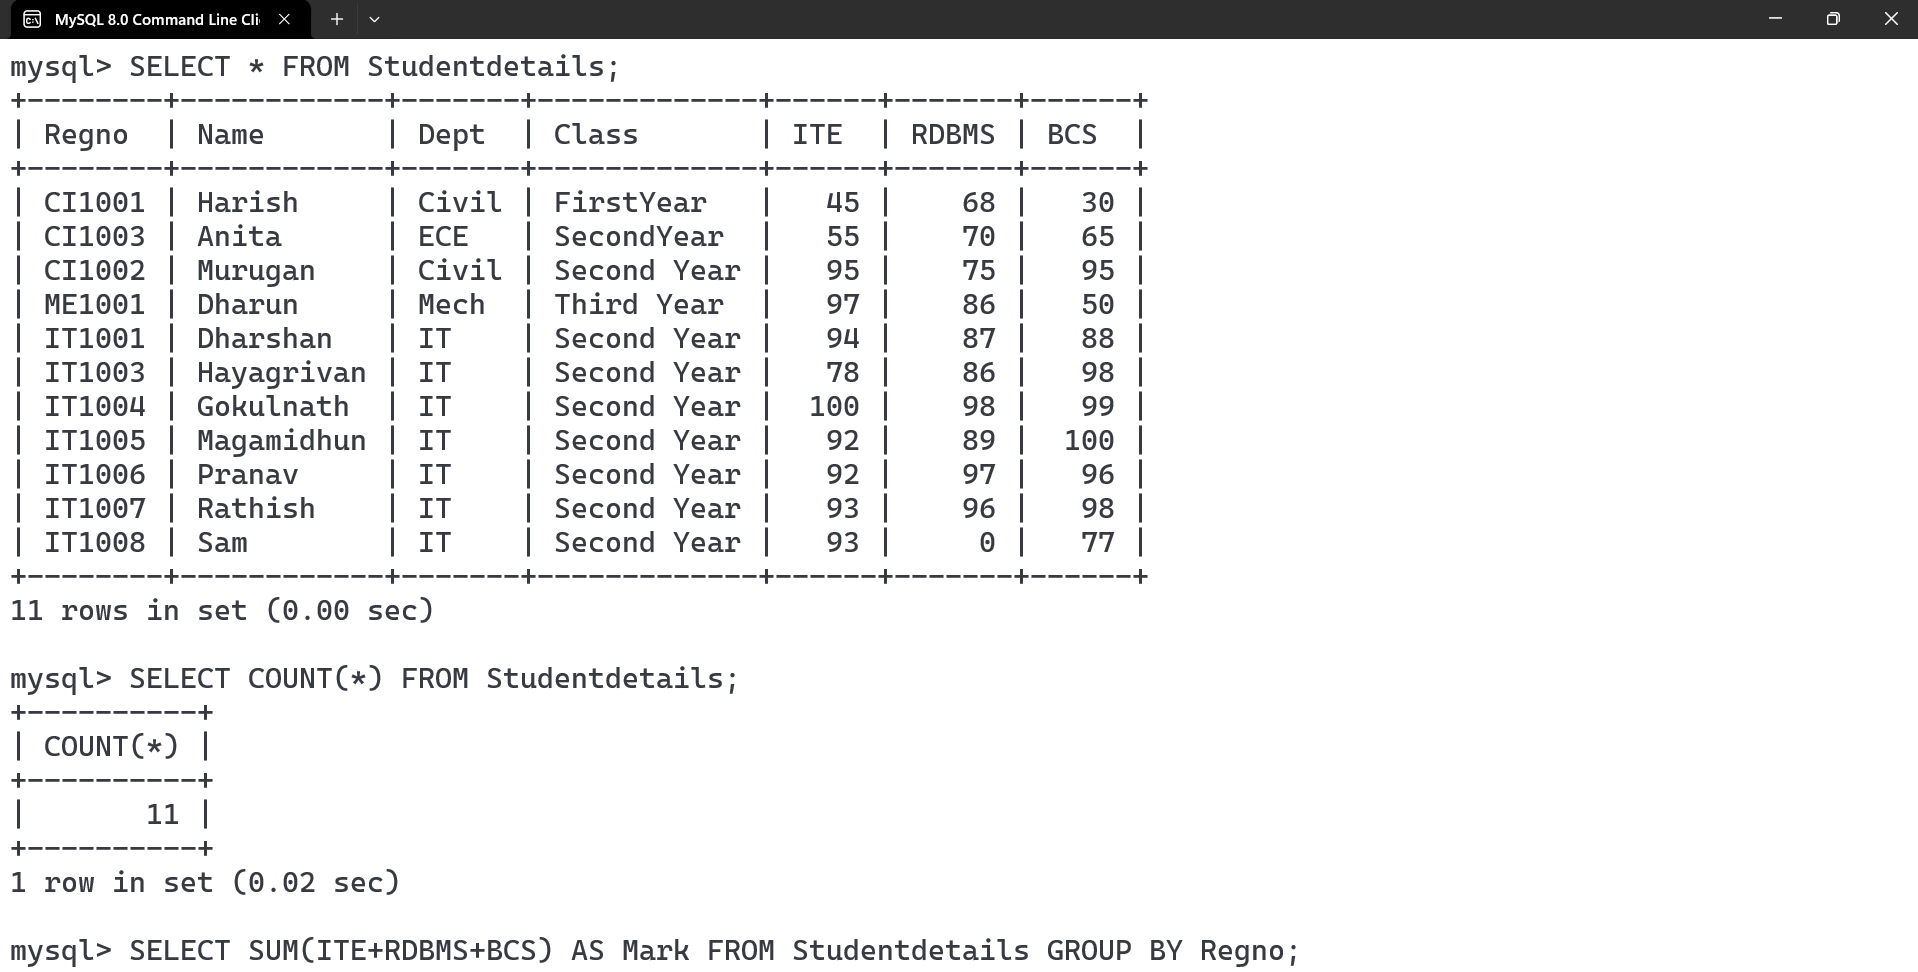 MySQL 8.0 Command Line Cli
mysql> SELECT * FROM Studentdetails;
+--------+------------+-------+-------------+------+-------+------+
| Regno  | Name       | Dept  | Class       | ITE  | RDBMS | BCS  |
+--------+------------+-------+-------------+------+-------+------+
| CI1001 | Harish     | Civil | FirstYear   |   45 |    68 |   30 |
| CI1003 | Anita      | ECE   | SecondYear  |   55 |    70 |   65 |
| CI1002 | Murugan    | Civil | Second Year |   95 |    75 |   95 |
| ME1001 | Dharun     | Mech  | Third Year  |   97 |    86 |   50 |
| IT1001 | Dharshan   | IT    | Second Year |   94 |    87 |   88 |
| IT1003 | Hayagrivan | IT    | Second Year |   78 |    86 |   98 |
| IT1004 | Gokulnath  | IT    | Second Year |  100 |    98 |   99 |
| IT1005 | Magamidhun | IT    | Second Year |   92 |    89 |  100 |
| IT1006 | Pranav     | IT    | Second Year |   92 |    97 |   96 |
| IT1007 | Rathish    | IT    | Second Year |   93 |    96 |   98 |
| IT1008 | Sam        | IT    | Second Year |   93 |     0 |   77 |
+--------+------------+-------+-------------+------+-------+------+
11 rows in set (0.00 sec)
mysql> SELECT COUNT(*) FROM Studentdetails;
+----------+
| COUNT(*) |
+----------+
|       11 |
+----------+
1 row in set (0.02 sec)
mysql> SELECT SUM(ITE+RDBMS+BCS) AS Mark FROM Studentdetails GROUP BY Regno;